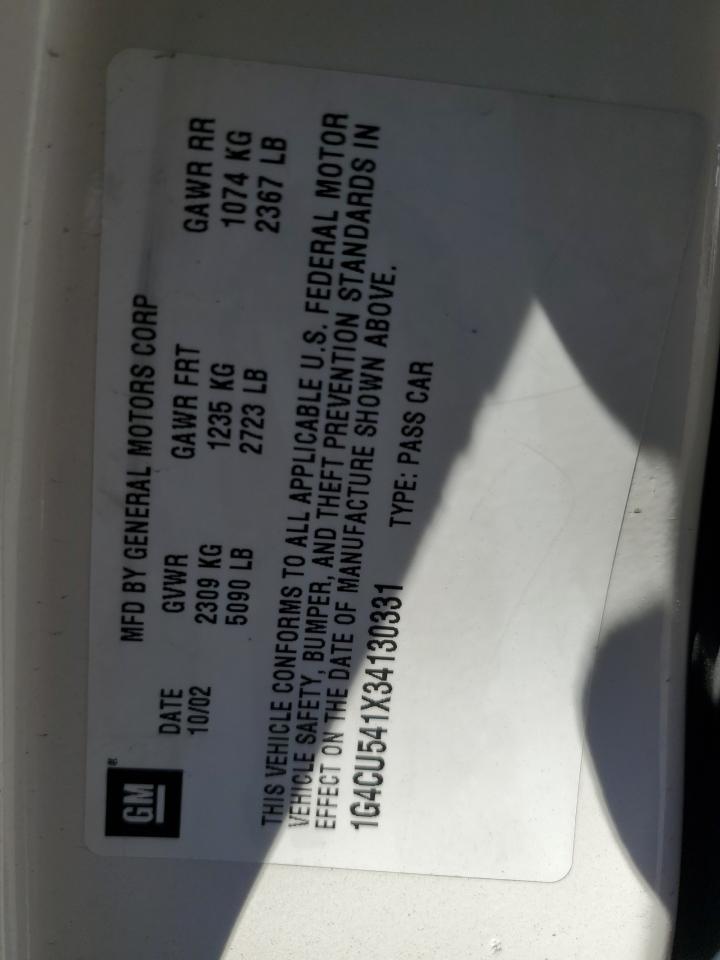 GM®
MFD BY GENERAL MOTORS CORP
DATE GVWR GAWR FRT GAWR RR
10/02 2309 KG 1235 KG 1074 KG
5090 LB 2723 LB 2367 LB
THIS VEHICLE CONFORMS TO ALL APPLICABLE U.S. FEDERAL MOTOR
VEHICLE SAFETY, BUMPER, AND THEFT PREVENTION STANDARDS IN
EFFECT ON THE DATE OF MANUFACTURE SHOWN ABOVE.
1G4CU541X34130331 TYPE: PASS CAR